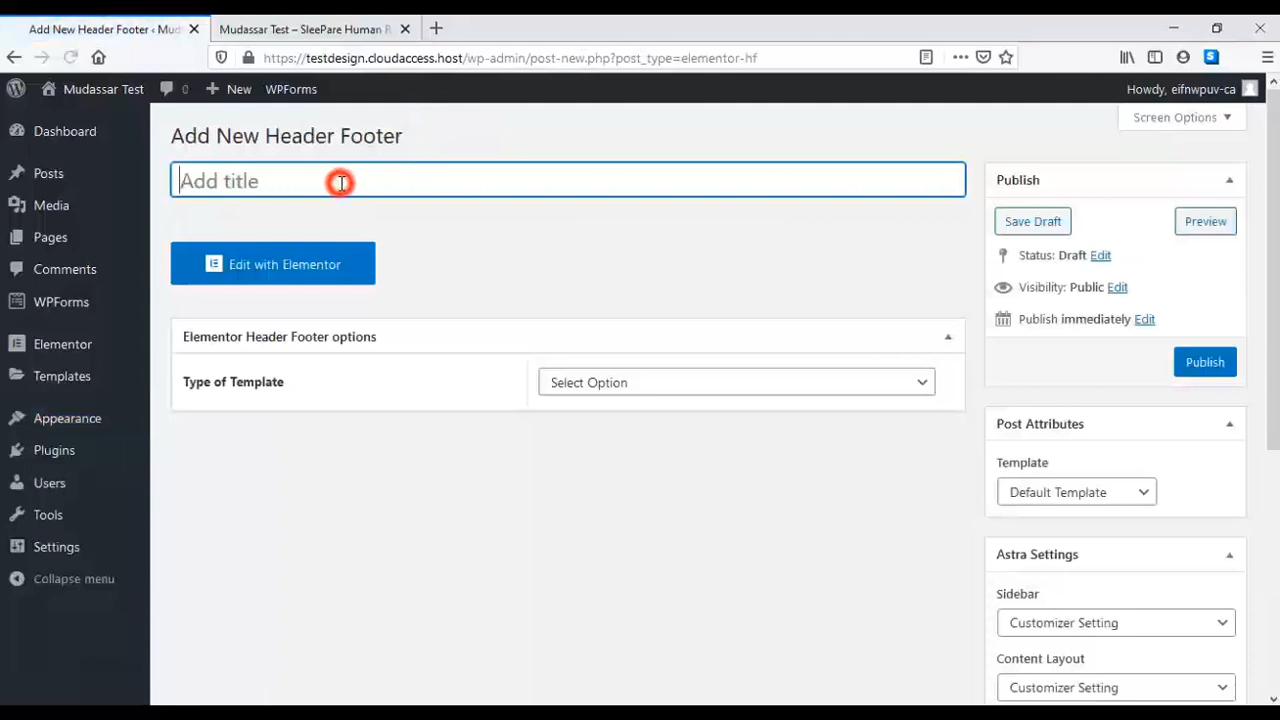 Add New Header Footer ‹ Mud
Mudassar Test – SleePare Human R
https://testdesign.cloudaccess.host/wp-admin/post-new.php?post_type=elementor-hf
Mudassar Test
0
New
WPForms
Howdy, eifnwpuv-ca
Screen Options
Dashboard
Posts
Media
Pages
Comments
WPForms
Elementor
Templates
Appearance
Plugins
Users
Tools
Settings
Collapse menu
Add New Header Footer
Add title
Edit with Elementor
Elementor Header Footer options
Type of Template
Select Option
Publish
Save Draft
Preview
Status: Draft Edit
Visibility: Public Edit
Publish immediately Edit
Publish
Post Attributes
Template
Default Template
Astra Settings
Sidebar
Customizer Setting
Content Layout
Customizer Setting